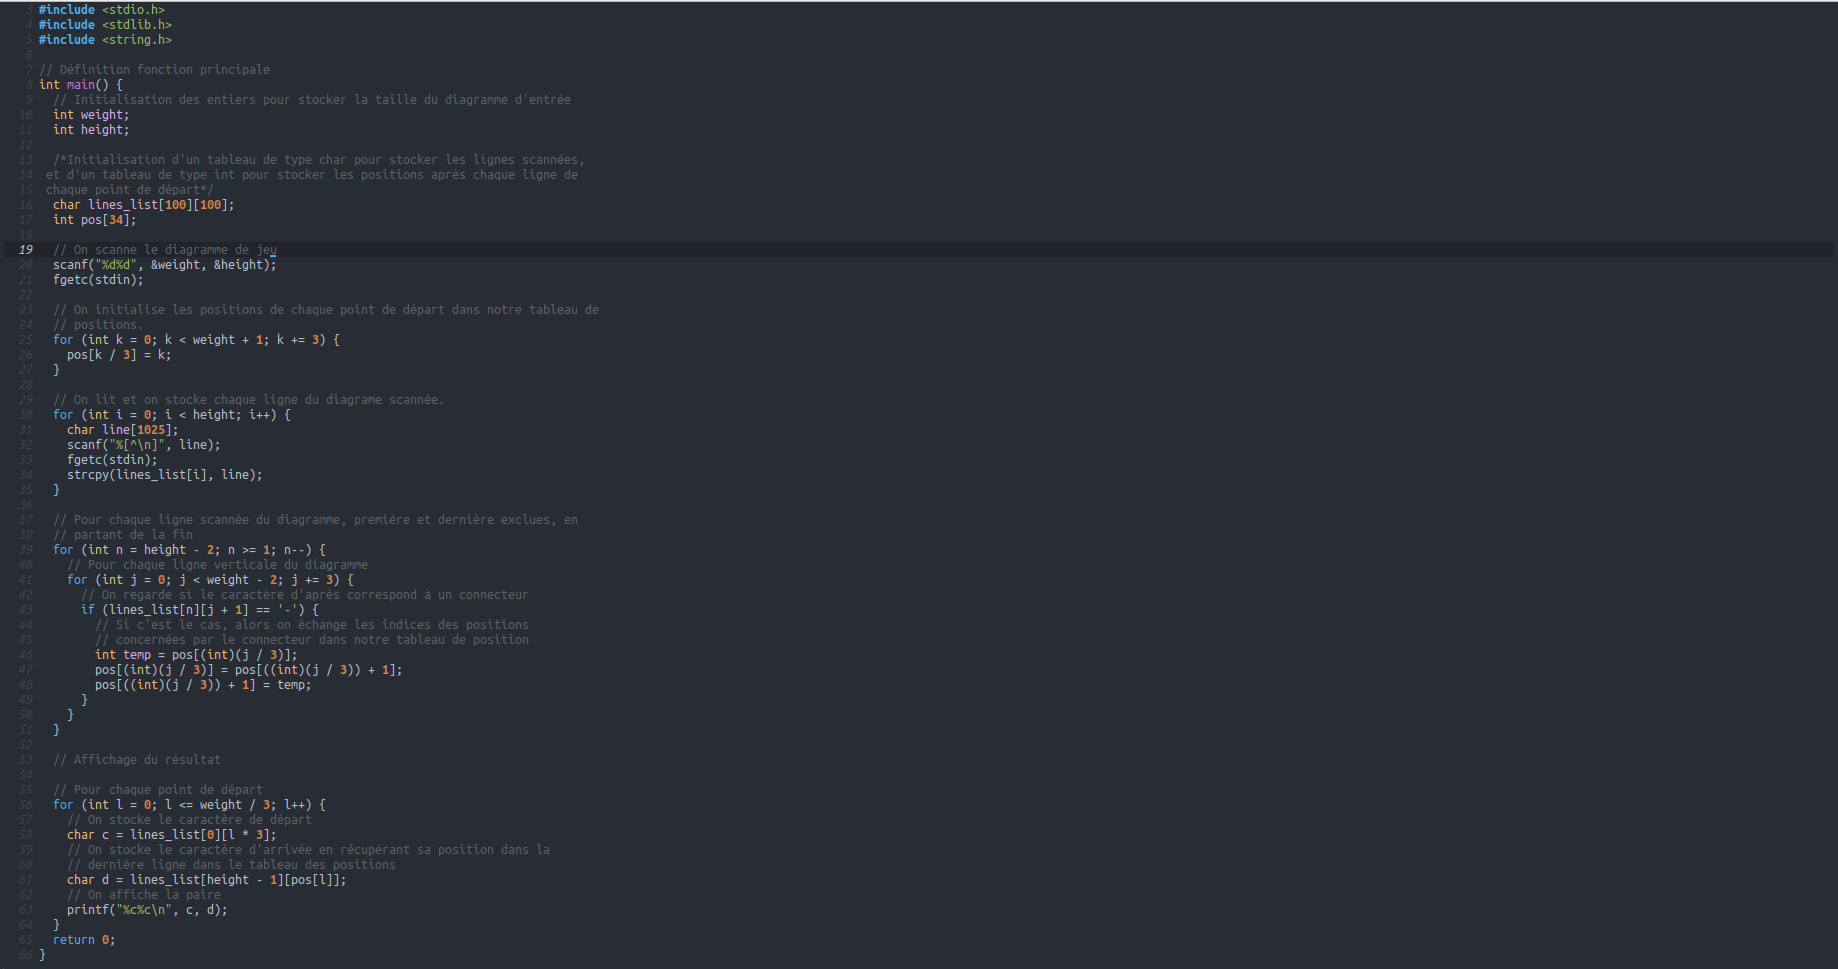 3 #include <stdio.h>
4 #include <stdlib.h>
5 #include <string.h>
6
7 // Définition fonction principale
8 int main() {
9   // Initialisation des entiers pour stocker la taille du diagramme d'entrée
10   int weight;
11   int height;
12
13   /*Initialisation d'un tableau de type char pour stocker les lignes scannées,
14  et d'un tableau de type int pour stocker les positions après chaque ligne de
15  chaque point de départ*/
16   char lines_list[100][100];
17   int pos[34];
18
19   // On scanne le diagramme de jeu
20   scanf("%d%d", &weight, &height);
21   fgetc(stdin);
22
23   // On initialise les positions de chaque point de départ dans notre tableau de
24   // positions.
25   for (int k = 0; k < weight + 1; k += 3) {
26     pos[k / 3] = k;
27   }
28
29   // On lit et on stocke chaque ligne du diagrame scannée.
30   for (int i = 0; i < height; i++) {
31     char line[1025];
32     scanf("%[^\n]", line);
33     fgetc(stdin);
34     strcpy(lines_list[i], line);
35   }
36
37   // Pour chaque ligne scannée du diagramme, première et dernière exclues, en
38   // partant de la fin
39   for (int n = height - 2; n >= 1; n--) {
40     // Pour chaque ligne verticale du diagramme
41     for (int j = 0; j < weight - 2; j += 3) {
42       // On regarde si le caractère d'après correspond à un connecteur
43       if (lines_list[n][j + 1] == '-') {
44         // Si c'est le cas, alors on échange les indices des positions
45         // concernées par le connecteur dans notre tableau de position
46         int temp = pos[(int)(j / 3)];
47         pos[(int)(j / 3)] = pos[((int)(j / 3)) + 1];
48         pos[((int)(j / 3)) + 1] = temp;
49       }
50     }
51   }
52
53   // Affichage du résultat
54
55   // Pour chaque point de départ
56   for (int l = 0; l <= weight / 3; l++) {
57     // On stocke le caractère de départ
58     char c = lines_list[0][l * 3];
59     // On stocke le caractère d'arrivée en récupérant sa position dans la
60     // dernière ligne dans le tableau des positions
61     char d = lines_list[height - 1][pos[l]];
62     // On affiche la paire
63     printf("%c%c\n", c, d);
64   }
65   return 0;
66 }